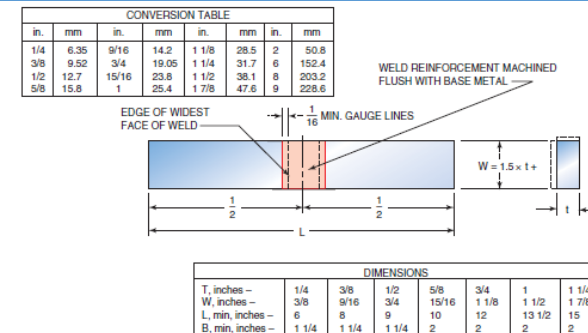 CONVERSION TABLE
in. mm in. mm in. mm in. mm
1/4 6.35 9/16 14.2 1 1/8 28.5 2 50.8
3/8 9.52 3/4 19.05 1 1/4 31.7 6 152.4
1/2 12.7 15/16 23.8 1 1/2 38.1 8 203.2
5/8 15.8 1 25.4 1 7/8 47.6 9 228.6
WELD REINFORCEMENT MACHINED
FLUSH WITH BASE METAL
EDGE OF WIDEST
FACE OF WELD
1/16 MIN. GAUGE LINES
W = 1.5 x t +
1/2 1/2
t
L
DIMENSIONS
T, inches – 1/4 3/8 1/2 5/8 3/4 1 1 1/4
W, inches – 3/8 9/16 3/4 15/16 1 1/8 1 1/2 1 7/8
L, min, inches – 6 8 9 10 12 13 1/2 15
B, min, inches – 1 1/4 1 1/4 1 1/4 2 2 2 2